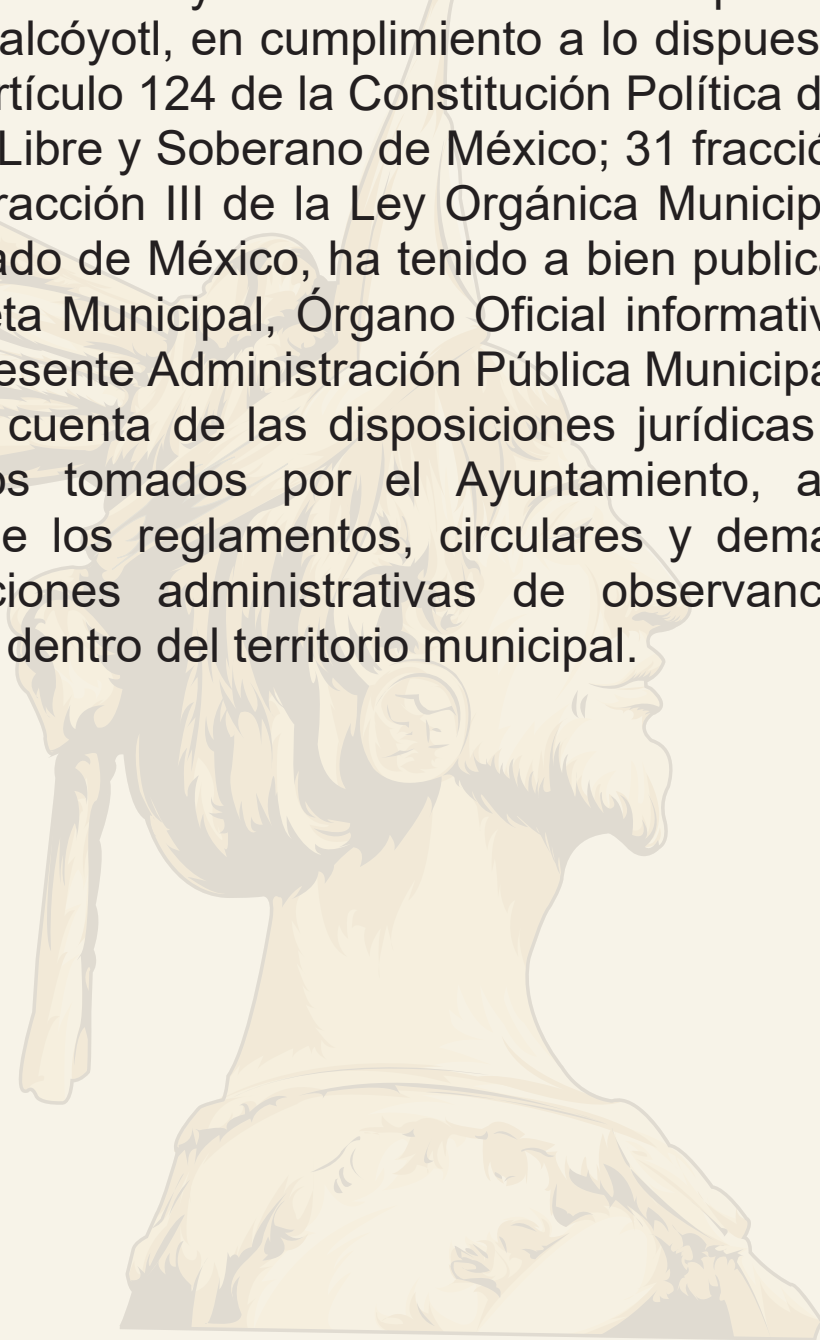 alcóyotl, en cumplimiento a lo dispues
rtículo 124 de la Constitución Política d
Libre y Soberano de México; 31 fracció
racción III de la Ley Orgánica Municip
ado de México, ha tenido a bien publica
eta Municipal, Órgano Oficial informativ
esente Administración Pública Municipa
cuenta de las disposiciones jurídicas
os tomados por el Ayuntamiento, a
e los reglamentos, circulares y demá
ciones administrativas de observanc
dentro del territorio municipal.